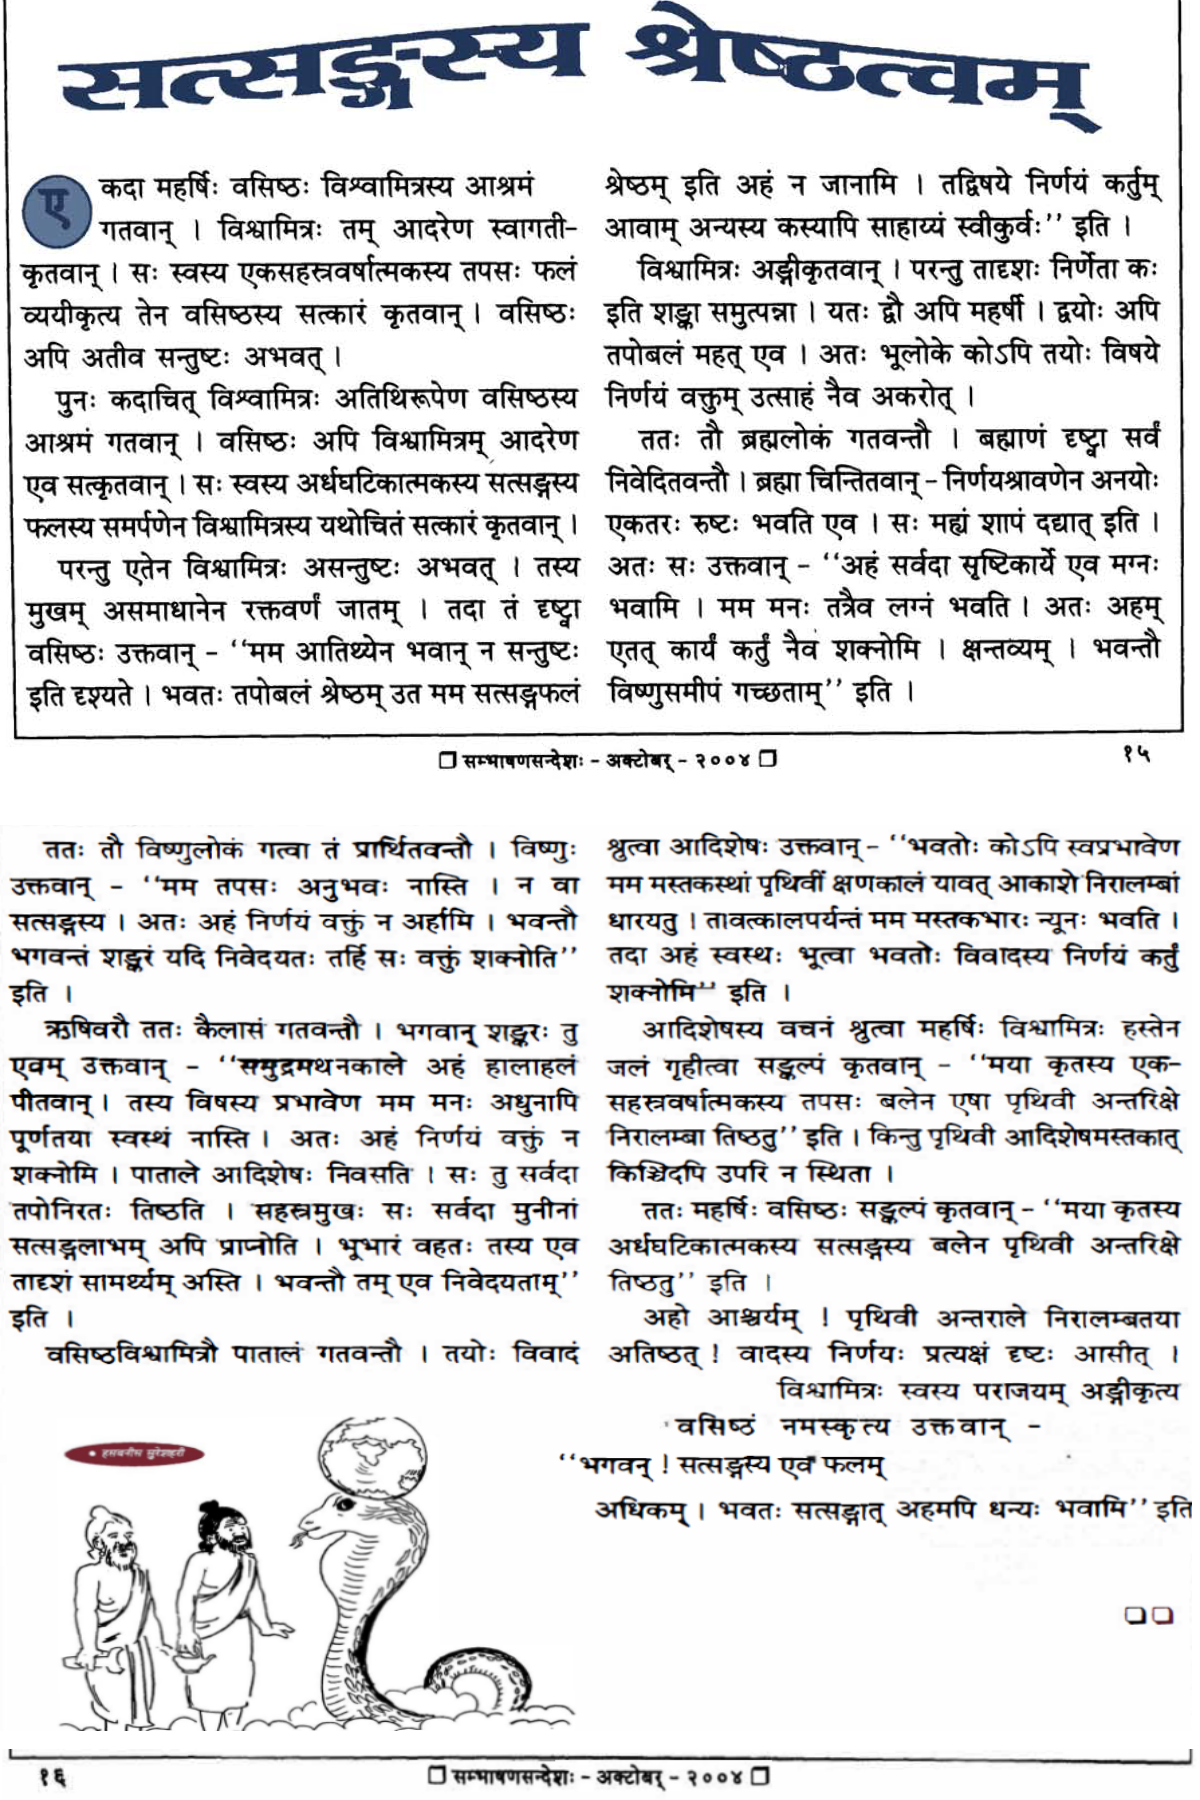 सत्सङ्गस्य श्रेष्ठत्वम्
एकदा महर्षिः वसिष्ठः विश्वामित्रस्य आश्रमं
गतवान् । विश्वामित्रः तम् आदरेण स्वागती-
कृतवान् । सः स्वस्य एकसहस्रवर्षात्मकस्य तपसः फलं
व्ययीकृत्य तेन वसिष्ठस्य सत्कारं कृतवान् । वसिष्ठः
अपि अतीव सन्तुष्टः अभवत् ।
पुनः कदाचित् विश्वामित्रः अतिथिरूपेण वसिष्ठस्य
आश्रमं गतवान् । वसिष्ठः अपि विश्वामित्रम् आदरेण
एव सत्कृतवान् । सः स्वस्य अर्धघटिकात्मकस्य सत्सङ्गस्य
फलस्य समर्पणेन विश्वामित्रस्य यथोचितं सत्कारं कृतवान् ।
परन्तु एतेन विश्वामित्रः असन्तुष्टः अभवत् । तस्य
मुखम् असमाधानेन रक्तवर्णं जातम् । तदा तं दृष्ट्वा
वसिष्ठः उक्तवान् - ‘‘मम आतिथ्येन भवान् न सन्तुष्टः
इति दृश्यते । भवतः तपोबलं श्रेष्ठम् उत मम सत्सङ्गफलं
श्रेष्ठम् इति अहं न जानामि । तद्विषये निर्णयं कर्तुम्
आवाम् अन्यस्य कस्यापि साहाय्यं स्वीकुर्वः’’ इति ।
विश्वामित्रः अङ्गीकृतवान् । परन्तु तादृशः निर्णेता कः
इति शङ्का समुत्पन्ना । यतः द्वौ अपि महर्षी । द्वयोः अपि
तपोबलं महत् एव । अतः भूलोके कोऽपि तयोः विषये
निर्णयं वक्तुम् उत्साहं नैव अकरोत् ।
ततः तौ ब्रह्मलोकं गतवन्तौ । बह्माणं दृष्ट्वा सर्वं
निवेदितवन्तौ । ब्रह्मा चिन्तितवान् - निर्णयश्रावणेन अनयोः
एकतरः रुष्टः भवति एव । सः मह्यं शापं दद्यात् इति ।
अतः सः उक्तवान् - ‘‘अहं सर्वदा सृष्टिकार्ये एव मग्नः
भवामि । मम मनः तत्रैव लग्नं भवति । अतः अहम्
एतत् कार्यं कर्तुं नैव शक्नोमि । क्षन्तव्यम् । भवन्तौ
विष्णुसमीपं गच्छताम्’’ इति ।
❐ सम्भाषणसन्देशः - अक्टोबर् - २००४ ❐
१५
ततः तौ विष्णुलोकं गत्वा तं प्रार्थितवन्तौ । विष्णुः
उक्तवान् - ‘‘मम तपसः अनुभवः नास्ति । न वा
सत्सङ्गस्य । अतः अहं निर्णयं वक्तुं न अर्हामि । भवन्तौ
भगवन्तं शङ्करं यदि निवेदयतः तर्हि सः वक्तुं शक्नोति’’
इति ।
ऋषिवरौ ततः कैलासं गतवन्तौ । भगवान् शङ्करः तु
एवम् उक्तवान् - ‘‘समुद्रमथनकाले अहं हालाहलं
पीतवान् । तस्य विषस्य प्रभावेण मम मनः अधुनापि
पूर्णतया स्वस्थं नास्ति । अतः अहं निर्णयं वक्तुं न
शक्नोमि । पाताले आदिशेषः निवसति । सः तु सर्वदा
तपोनिरतः तिष्ठति । सहस्रमुखः सः सर्वदा मुनीनां
सत्सङ्गलाभम् अपि प्राप्नोति । भूभारं वहतः तस्य एव
तादृशं सामर्थ्यम् अस्ति । भवन्तौ तम् एव निवेदयताम्’’
इति ।
वसिष्ठविश्वामित्रौ पातालं गतवन्तौ । तयोः विवादं
श्रुत्वा आदिशेषः उक्तवान् - ‘‘भवतोः कोऽपि स्वप्रभावेण
मम मस्तकस्थां पृथिवीं क्षणकालं यावत् आकाशे निरालम्बां
धारयतु । तावत्कालपर्यन्तं मम मस्तकभारः न्यूनः भवति ।
तदा अहं स्वस्थः भूत्वा भवतोः विवादस्य निर्णयं कर्तुं
शक्नोमि’’ इति ।
आदिशेषस्य वचनं श्रुत्वा महर्षिः विश्वामित्रः हस्तेन
जलं गृहीत्वा सङ्कल्पं कृतवान् - ‘‘मया कृतस्य एक-
सहस्रवर्षात्मकस्य तपसः बलेन एषा पृथिवी अन्तरिक्षे
निरालम्बा तिष्ठतु’’ इति । किन्तु पृथिवी आदिशेषमस्तकात्
किञ्चिदपि उपरि न स्थिता ।
ततः महर्षिः वसिष्ठः सङ्कल्पं कृतवान् - ‘‘मया कृतस्य
अर्धघटिकात्मकस्य सत्सङ्गस्य बलेन पृथिवी अन्तरिक्षे
तिष्ठतु’’ इति ।
अहो आश्चर्यम् ! पृथिवी अन्तराले निरालम्बतया
अतिष्ठत् ! वादस्य निर्णयः प्रत्यक्षं दृष्टः आसीत् ।
विश्वामित्रः स्वस्य पराजयम् अङ्गीकृत्य
वसिष्ठं नमस्कृत्य उक्तवान् -
‘‘भगवन् ! सत्सङ्गस्य एव फलम्
अधिकम् । भवतः सत्सङ्गात् अहमपि धन्यः भवामि’’ इति
❐❐
१६
❐ सम्भाषणसन्देशः - अक्टोबर् - २००४ ❐